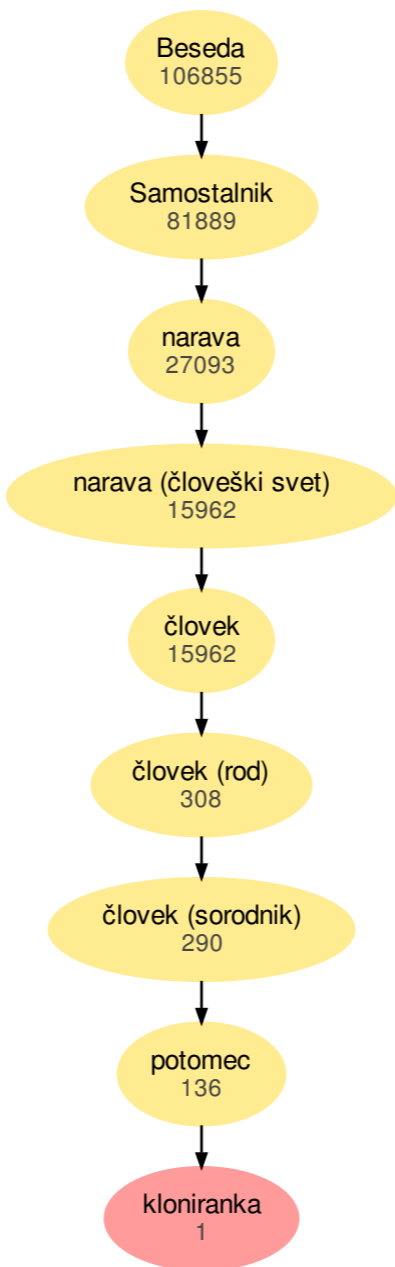 Beseda
106855
Samostalnik
81889
narava
27093
narava (človeški svet)
15962
človek
15962
človek (rod)
308
človek (sorodnik)
290
potomec
136
kloniranka
1